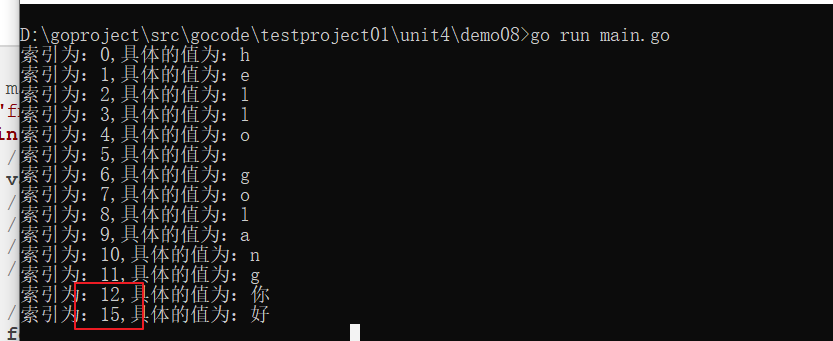 D:\goproject\src\gocode\testproject01\unit4\demo08>go run main.go
索引为：0,具体的值为：h
索引为：1,具体的值为：e
索引为：2,具体的值为：l
索引为：3,具体的值为：l
索引为：4,具体的值为：o
索引为：5,具体的值为：
索引为：6,具体的值为：g
索引为：7,具体的值为：o
索引为：8,具体的值为：l
索引为：9,具体的值为：a
索引为：10,具体的值为：n
索引为：11,具体的值为：g
索引为：12,具体的值为：你
索引为：15,具体的值为：好